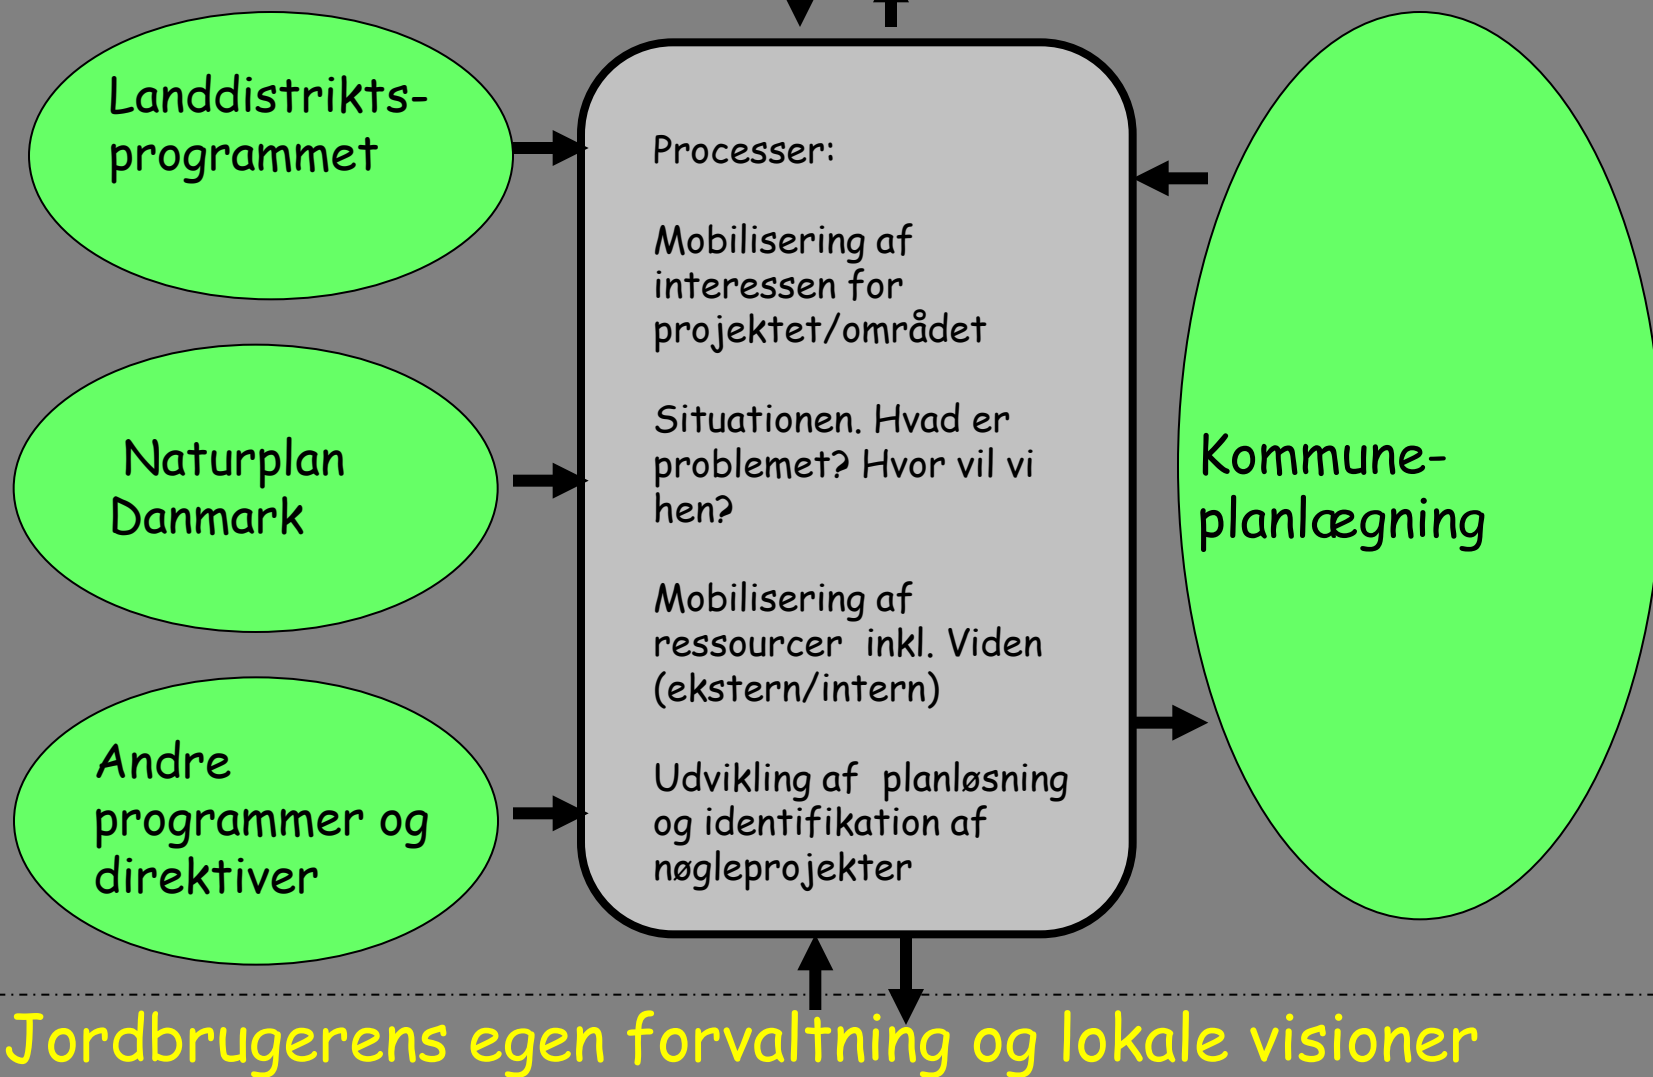 Landdistrikts-
programmet
Naturplan
Danmark
Andre
programmer og
direktiver
Processer:
Mobilisering af
interessen for
projektet/området
Situationen. Hvad er
problemet? Hvor vil vi
hen?
Mobilisering af
ressourcer inkl. Viden
(ekstern/intern)
Udvikling af planløsning
og identifikation af
nøgleprojekter
Kommune-
planlægning
Jordbrugerens egen forvaltning og lokale visioner